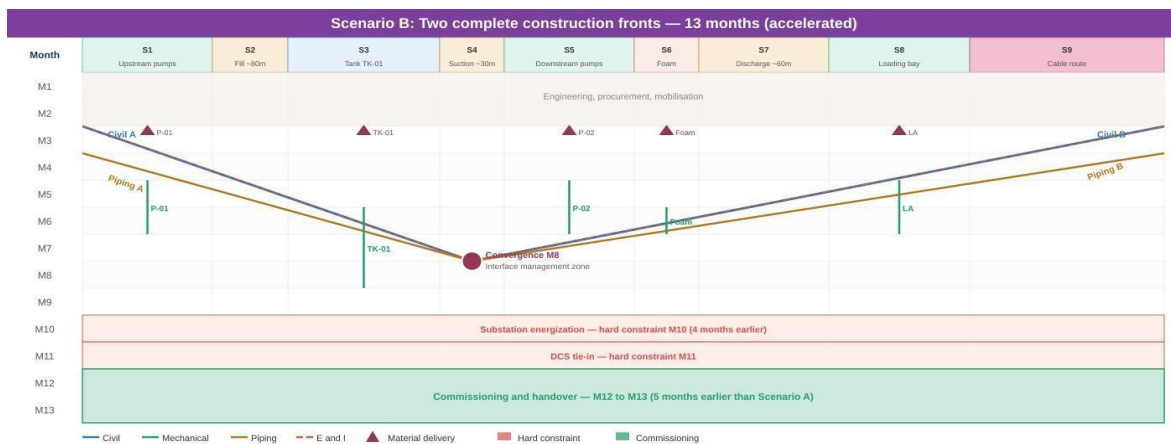 Scenario B: Two complete construction fronts — 13 months (accelerated)
Month
S1
Upstream pumps
S2
Fill ~80m
S3
Tank TK-01
S4
Suction ~30m
S5
Downstream pumps
S6
Foam
S7
Discharge ~60m
S8
Loading bay
S9
Cable route
M1
Engineering, procurement, mobilisation
M2
M3
Civil A
P-01
TK-01
P-02
Foam
LA
Civil B
M4
Piping A
Piping B
M5
P-01
P-02
LA
M6
Foam
M7
TK-01
Convergence M8
Interface management zone
M8
M9
M10
Substation energization — hard constraint M10 (4 months earlier)
M11
DCS tie-in — hard constraint M11
M12
Commissioning and handover — M12 to M13 (5 months earlier than Scenario A)
M13
Civil
Mechanical
Piping
E and I
Material delivery
Hard constraint
Commissioning